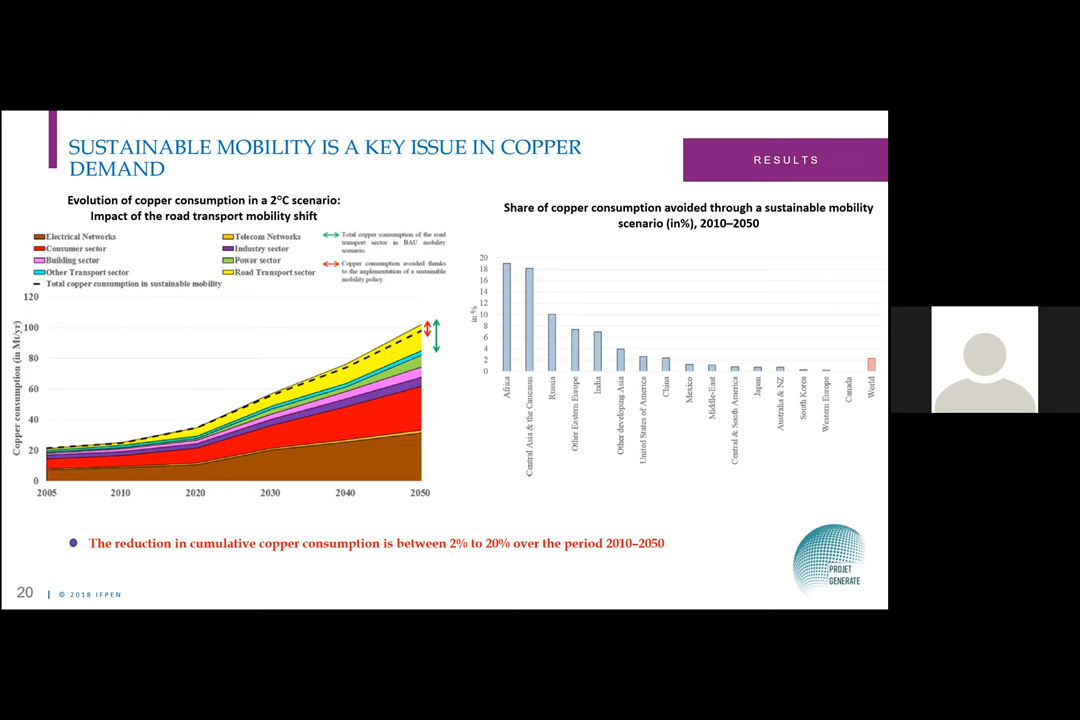 SUSTAINABLE MOBILITY IS A KEY ISSUE IN COPPER
DEMAND
RESULTS
Evolution of copper consumption in a 2°C scenario:
Impact of the road transport mobility shift
Electrical Networks
Telecom Networks
Consumer sector
Industry sector
Building sector
Power sector
Other Transport sector
Road Transport sector
Total copper consumption in sustainable mobility
Total copper consumption of the road
transport sector in BAU mobility
scenario.
Copper consumption avoided thanks
to the implementation of a sustainable
mobility policy.
Copper consumption (in Mt/yr)
120
100
80
60
40
20
0
2005 2010 2020 2030 2040 2050
Share of copper consumption avoided through a sustainable mobility
scenario (in%), 2010–2050
in %
20
18
16
14
12
10
8
6
4
2
0
Africa
Central Asia & the Caucasus
Russia
Other Eastern Europe
India
Other developing Asia
United States of America
China
Mexico
Middle-East
Central & South America
Japan
Australia & NZ
South Korea
Western Europe
Canada
World
The reduction in cumulative copper consumption is between 2% to 20% over the period 2010–2050
PROJET
GENERATE
20 | © 2018 IFPEN